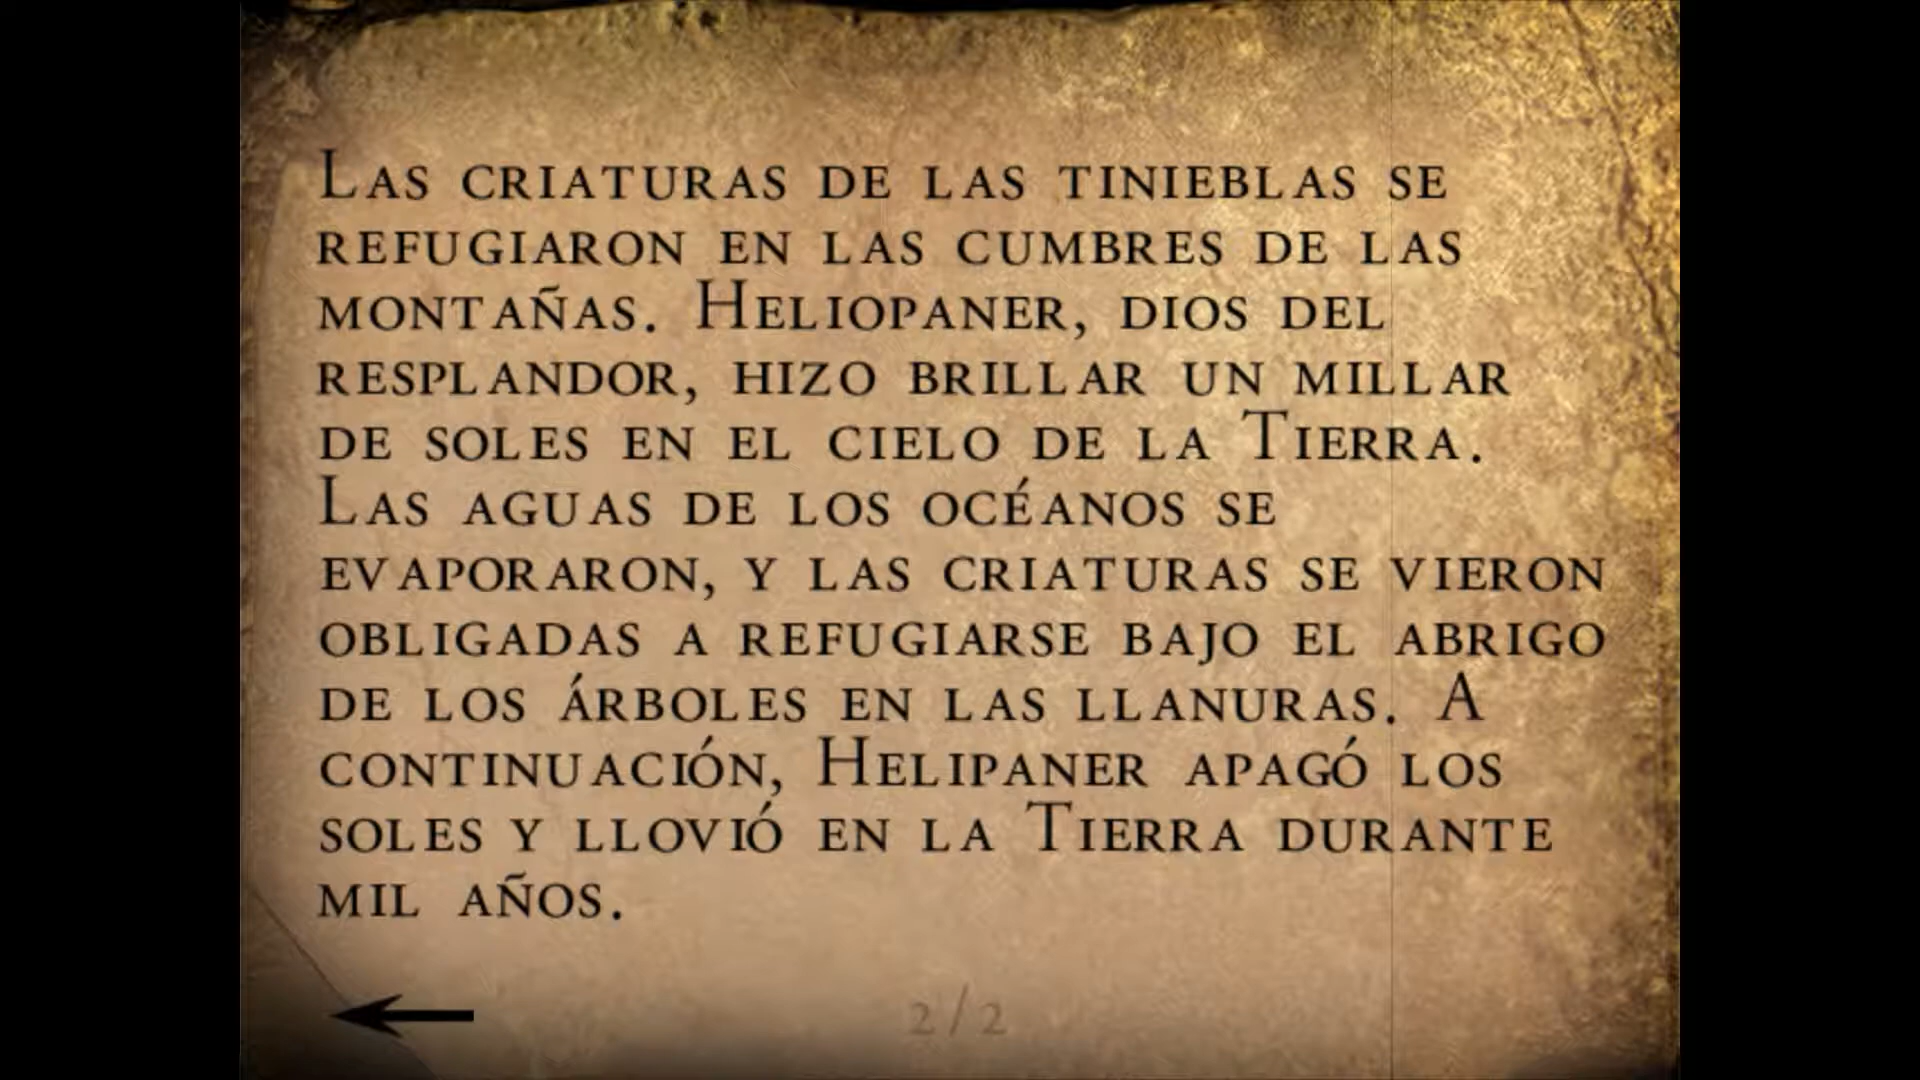 Las criaturas de las tinieblas se
refugiaron en las cumbres de las
montañas. Heliopaner, dios del
resplandor, hizo brillar un millar
de soles en el cielo de la Tierra.
Las aguas de los océanos se
evaporaron, y las criaturas se vieron
obligadas a refugiarse bajo el abrigo
de los árboles en las llanuras. A
continuación, Helipaner apagó los
soles y llovió en la Tierra durante
mil años.
2/2